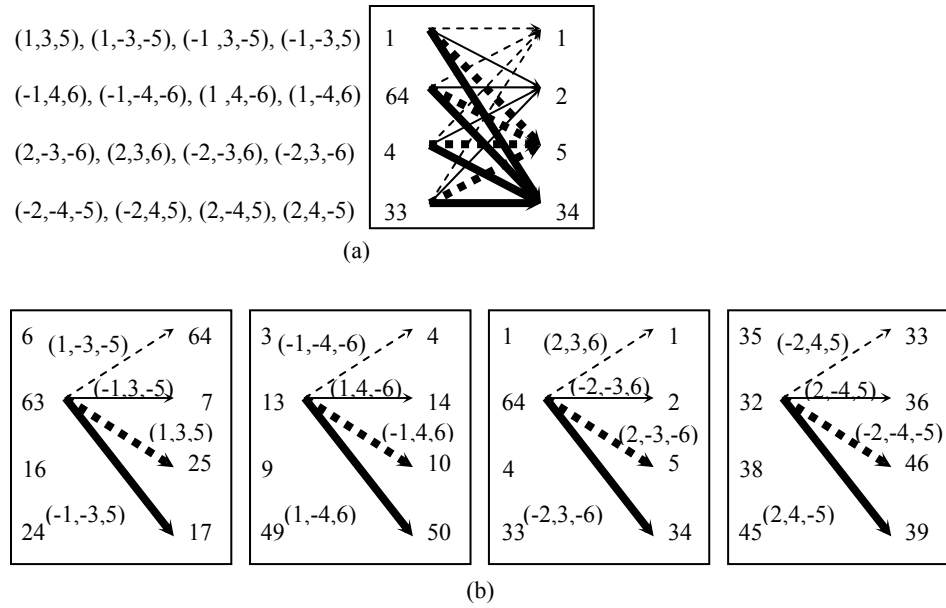 (1,3,5), (1,-3,-5), (-1 ,3,-5), (-1,-3,5) 1 1
(-1,4,6), (-1,-4,-6), (1 ,4,-6), (1,-4,6) 64 2
(2,-3,-6), (2,3,6), (-2,-3,6), (-2,3,-6) 4 5
(-2,-4,-5), (-2,4,5), (2,-4,5), (2,4,-5) 33 34
(a)
6 (1,-3,-5) 64
63 (-1,3,-5) 7
(1,3,5)
16 25
24 (-1,-3,5) 17
3 (-1,-4,-6) 4
13 (1,4,-6) 14
(-1,4,6)
9 10
49 (1,-4,6) 50
1 (2,3,6) 1
64 (-2,-3,6) 2
(2,-3,-6)
4 5
33 (-2,3,-6) 34
35 (-2,4,5) 33
32 (2,-4,5) 36
(-2,-4,-5)
38 46
45 (2,4,-5) 39
(b)